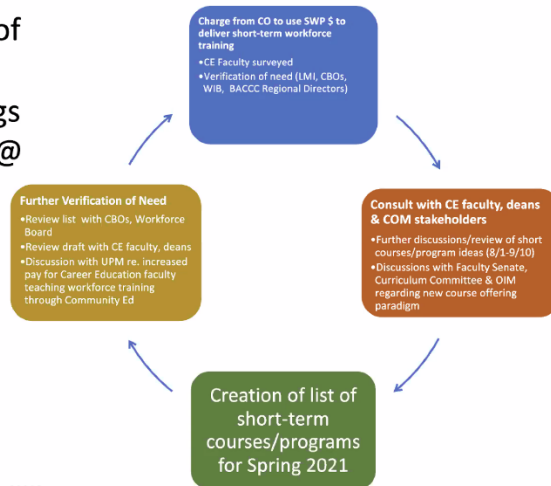 of
gs
@
Charge from CO to use SWP $ to
deliver short-term workforce
training
•CE Faculty surveyed
•Verification of need (LMI, CBOs,
WIB, BACCC Regional Directors)
Consult with CE faculty, deans
& COM stakeholders
•Further discussions/review of short
courses/program ideas (8/1-9/10)
•Discussions with Faculty Senate,
Curriculum Committee & OIM
regarding new course offering
paradigm
Creation of list of
short-term
courses/programs
for Spring 2021
Further Verification of Need
•Review list with CBOs, Workforce
Board
•Review draft with CE faculty, deans
•Discussion with UPM re. increased
pay for Career Education faculty
teaching workforce training
through Community Ed